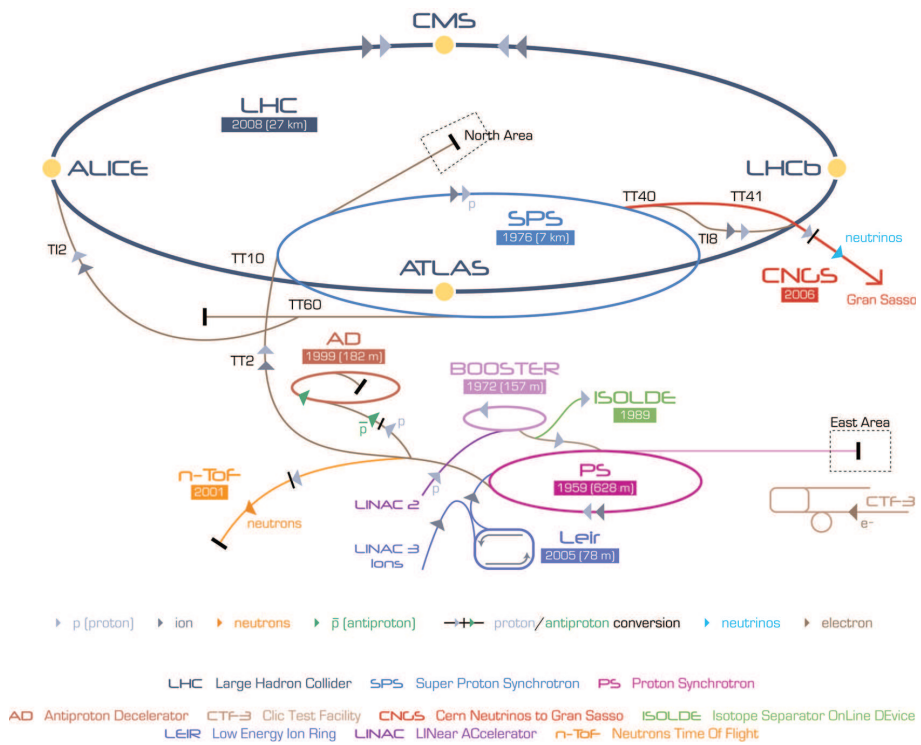 CMS
LHC
2008 (27 km)
North Area
ALICE
LHCb
TT40
TT41
SPS
p
1976 (7 km)
TI8
neutrinos
TI2
TT10
ATLAS
CNGS
2006
Gran Sasso
TT60
AD
1999 (182 m)
TT2
BOOSTER
1972 (157 m)
ISOLDE
1989
p̄
p
East Area
n-ToF
2001
LINAC 2
p
PS
1959 (628 m)
CTF-3
e-
neutrons
LINAC 3
Ions
Leir
2005 (78 m)
p (proton) ion neutrons p̄ (antiproton) proton/antiproton conversion neutrinos electron
LHC Large Hadron Collider SPS Super Proton Synchrotron PS Proton Synchrotron
AD Antiproton Decelerator CTF-3 Clic Test Facility CNGS Cern Neutrinos to Gran Sasso ISOLDE Isotope Separator OnLine DEvice
LEIR Low Energy Ion Ring LINAC LINear ACcelerator n-ToF Neutrons Time Of Flight